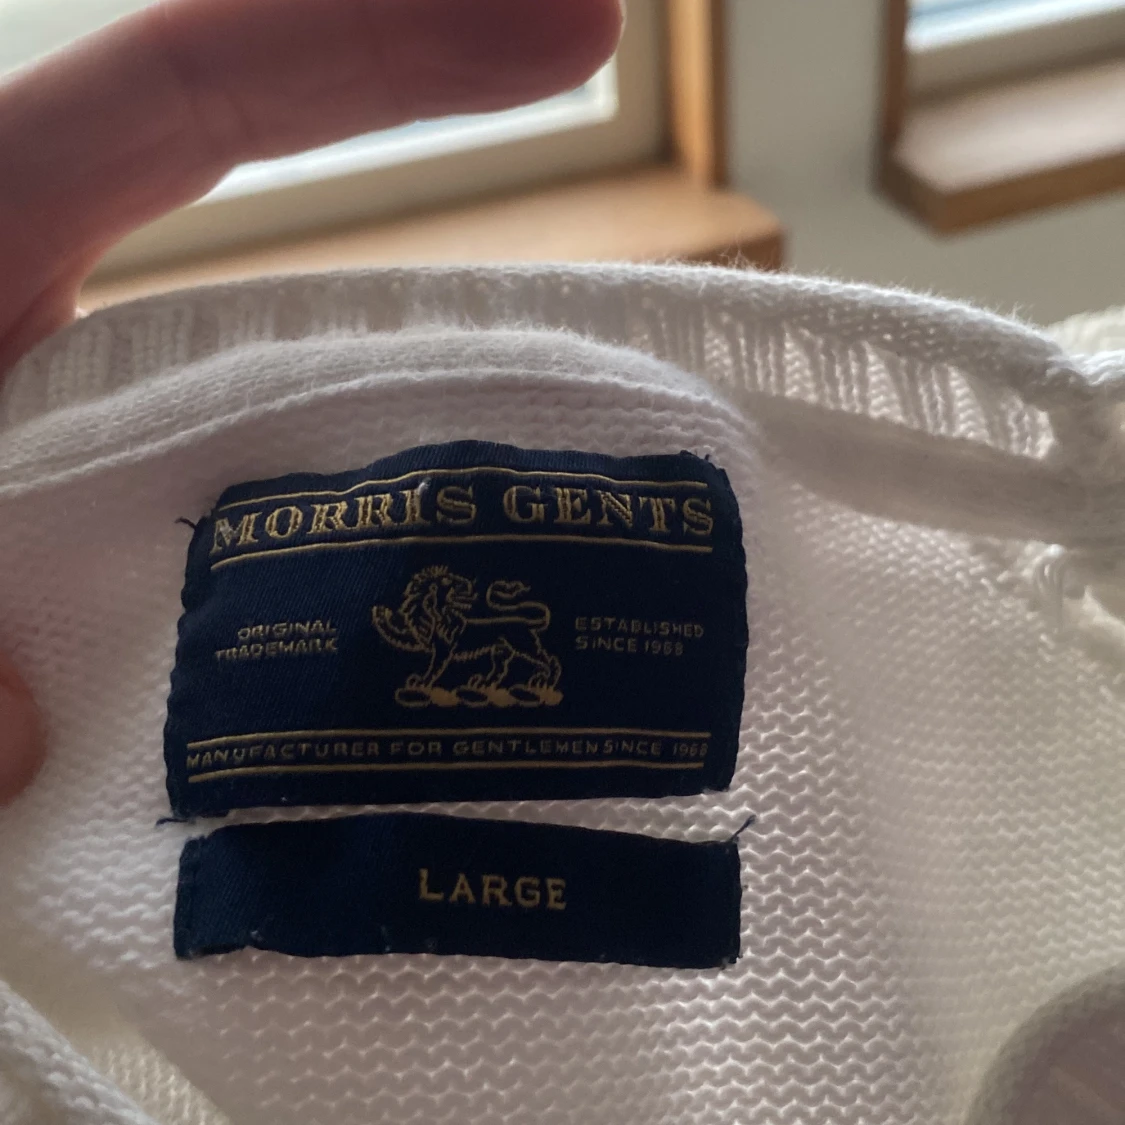 MORRIS GENTS
ORIGINAL
TRADEMARK
ESTABLISHED
SINCE 1968
MANUFACTURER FOR GENTLEMEN SINCE 1968
LARGE